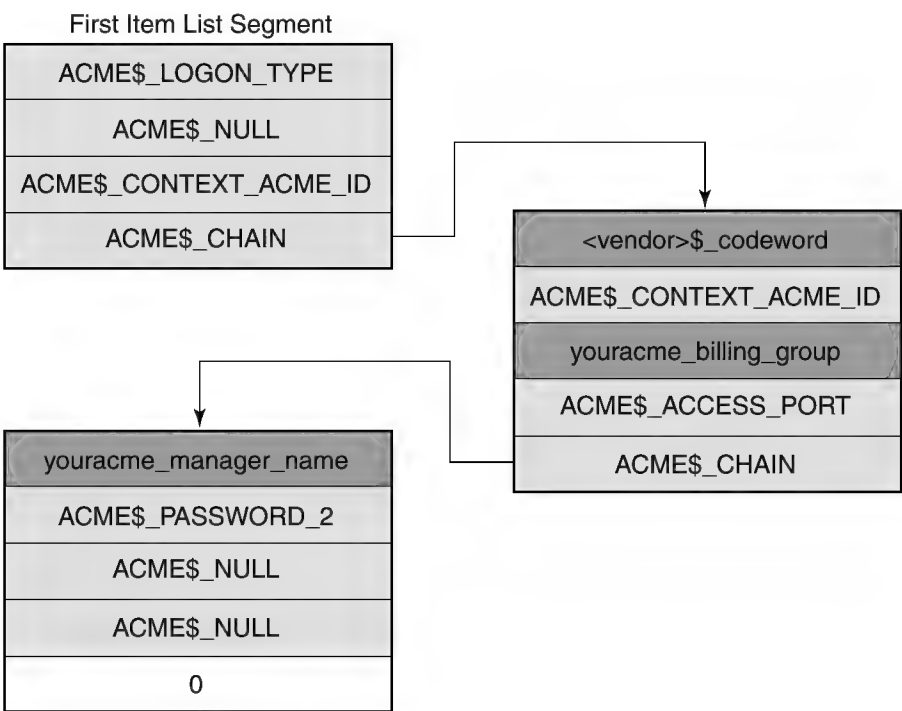 First Item List Segment
ACME$_LOGON_TYPE
ACME$_NULL
ACME$_CONTEXT_ACME_ID
ACME$_CHAIN
<vendor>$_codeword
ACME$_CONTEXT_ACME_ID
youracme_billing_group
ACME$_ACCESS_PORT
ACME$_CHAIN
youracme_manager_name
ACME$_PASSWORD_2
ACME$_NULL
ACME$_NULL
0